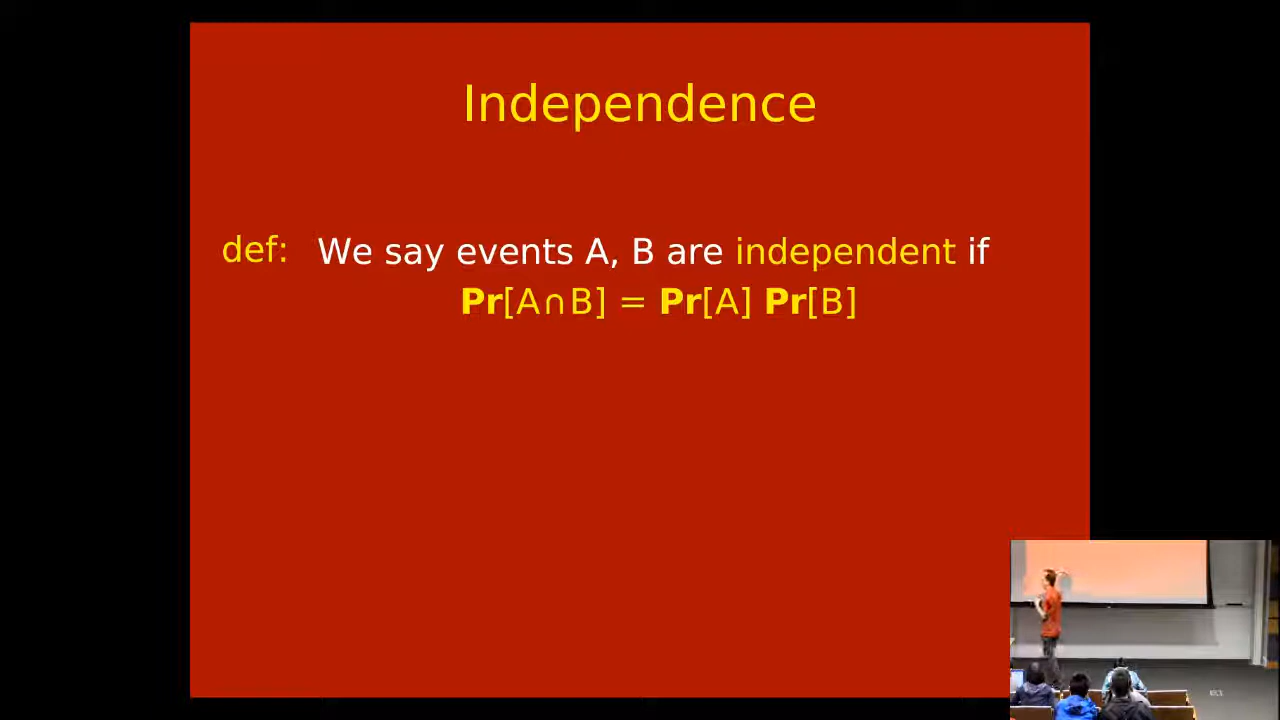 Independence
def: We say events A, B are independent if
Pr[A∩B] = Pr[A] Pr[B]